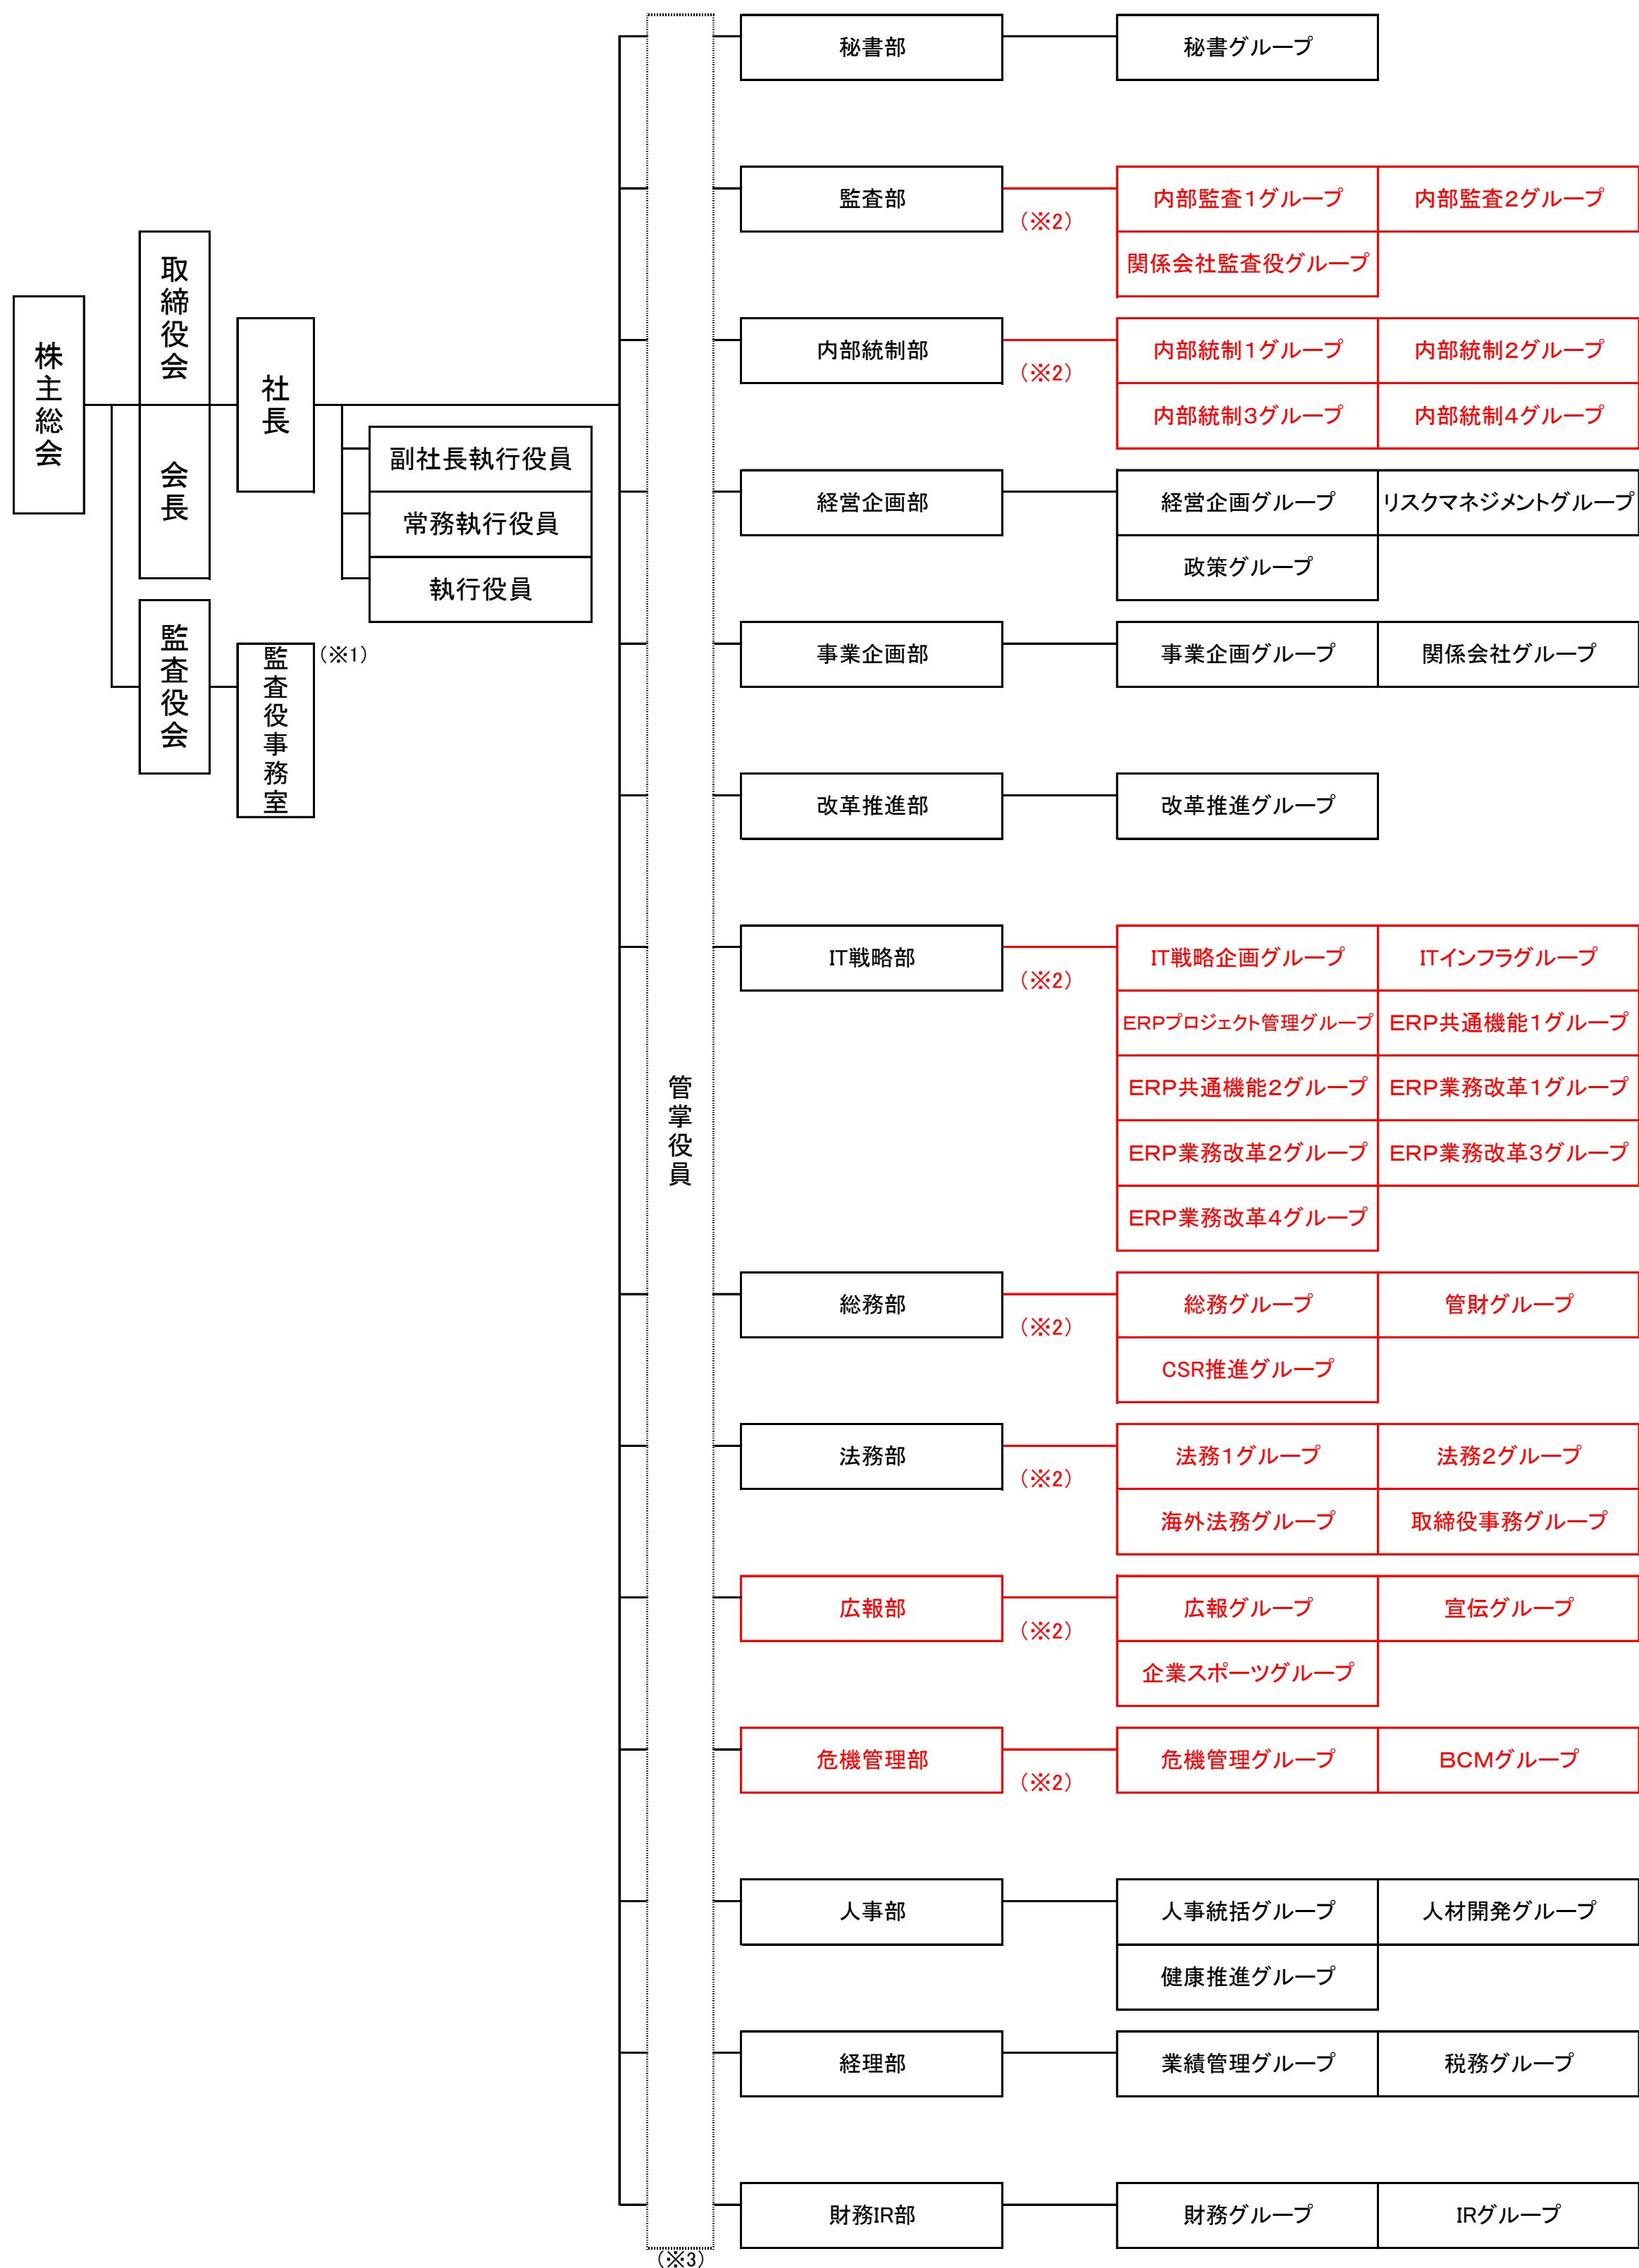 株主総会
取締役会
会長
社長
副社長執行役員
常務執行役員
執行役員
監査役会
監査役事務室
（※1）
管掌役員
（※3）
秘書部
秘書グループ
監査部
（※2）
内部監査1グループ
内部監査2グループ
関係会社監査役グループ
内部統制部
（※2）
内部統制1グループ
内部統制2グループ
内部統制3グループ
内部統制4グループ
経営企画部
経営企画グループ
リスクマネジメントグループ
政策グループ
事業企画部
事業企画グループ
関係会社グループ
改革推進部
改革推進グループ
IT戦略部
（※2）
IT戦略企画グループ
ITインフラグループ
ERPプロジェクト管理グループ
ERP共通機能1グループ
ERP共通機能2グループ
ERP業務改革1グループ
ERP業務改革2グループ
ERP業務改革3グループ
ERP業務改革4グループ
総務部
（※2）
総務グループ
管財グループ
CSR推進グループ
法務部
（※2）
法務1グループ
法務2グループ
海外法務グループ
取締役事務グループ
広報部
（※2）
広報グループ
宣伝グループ
企業スポーツグループ
危機管理部
（※2）
危機管理グループ
BCMグループ
人事部
人事統括グループ
人材開発グループ
健康推進グループ
経理部
業績管理グループ
税務グループ
財務IR部
財務グループ
IRグループ